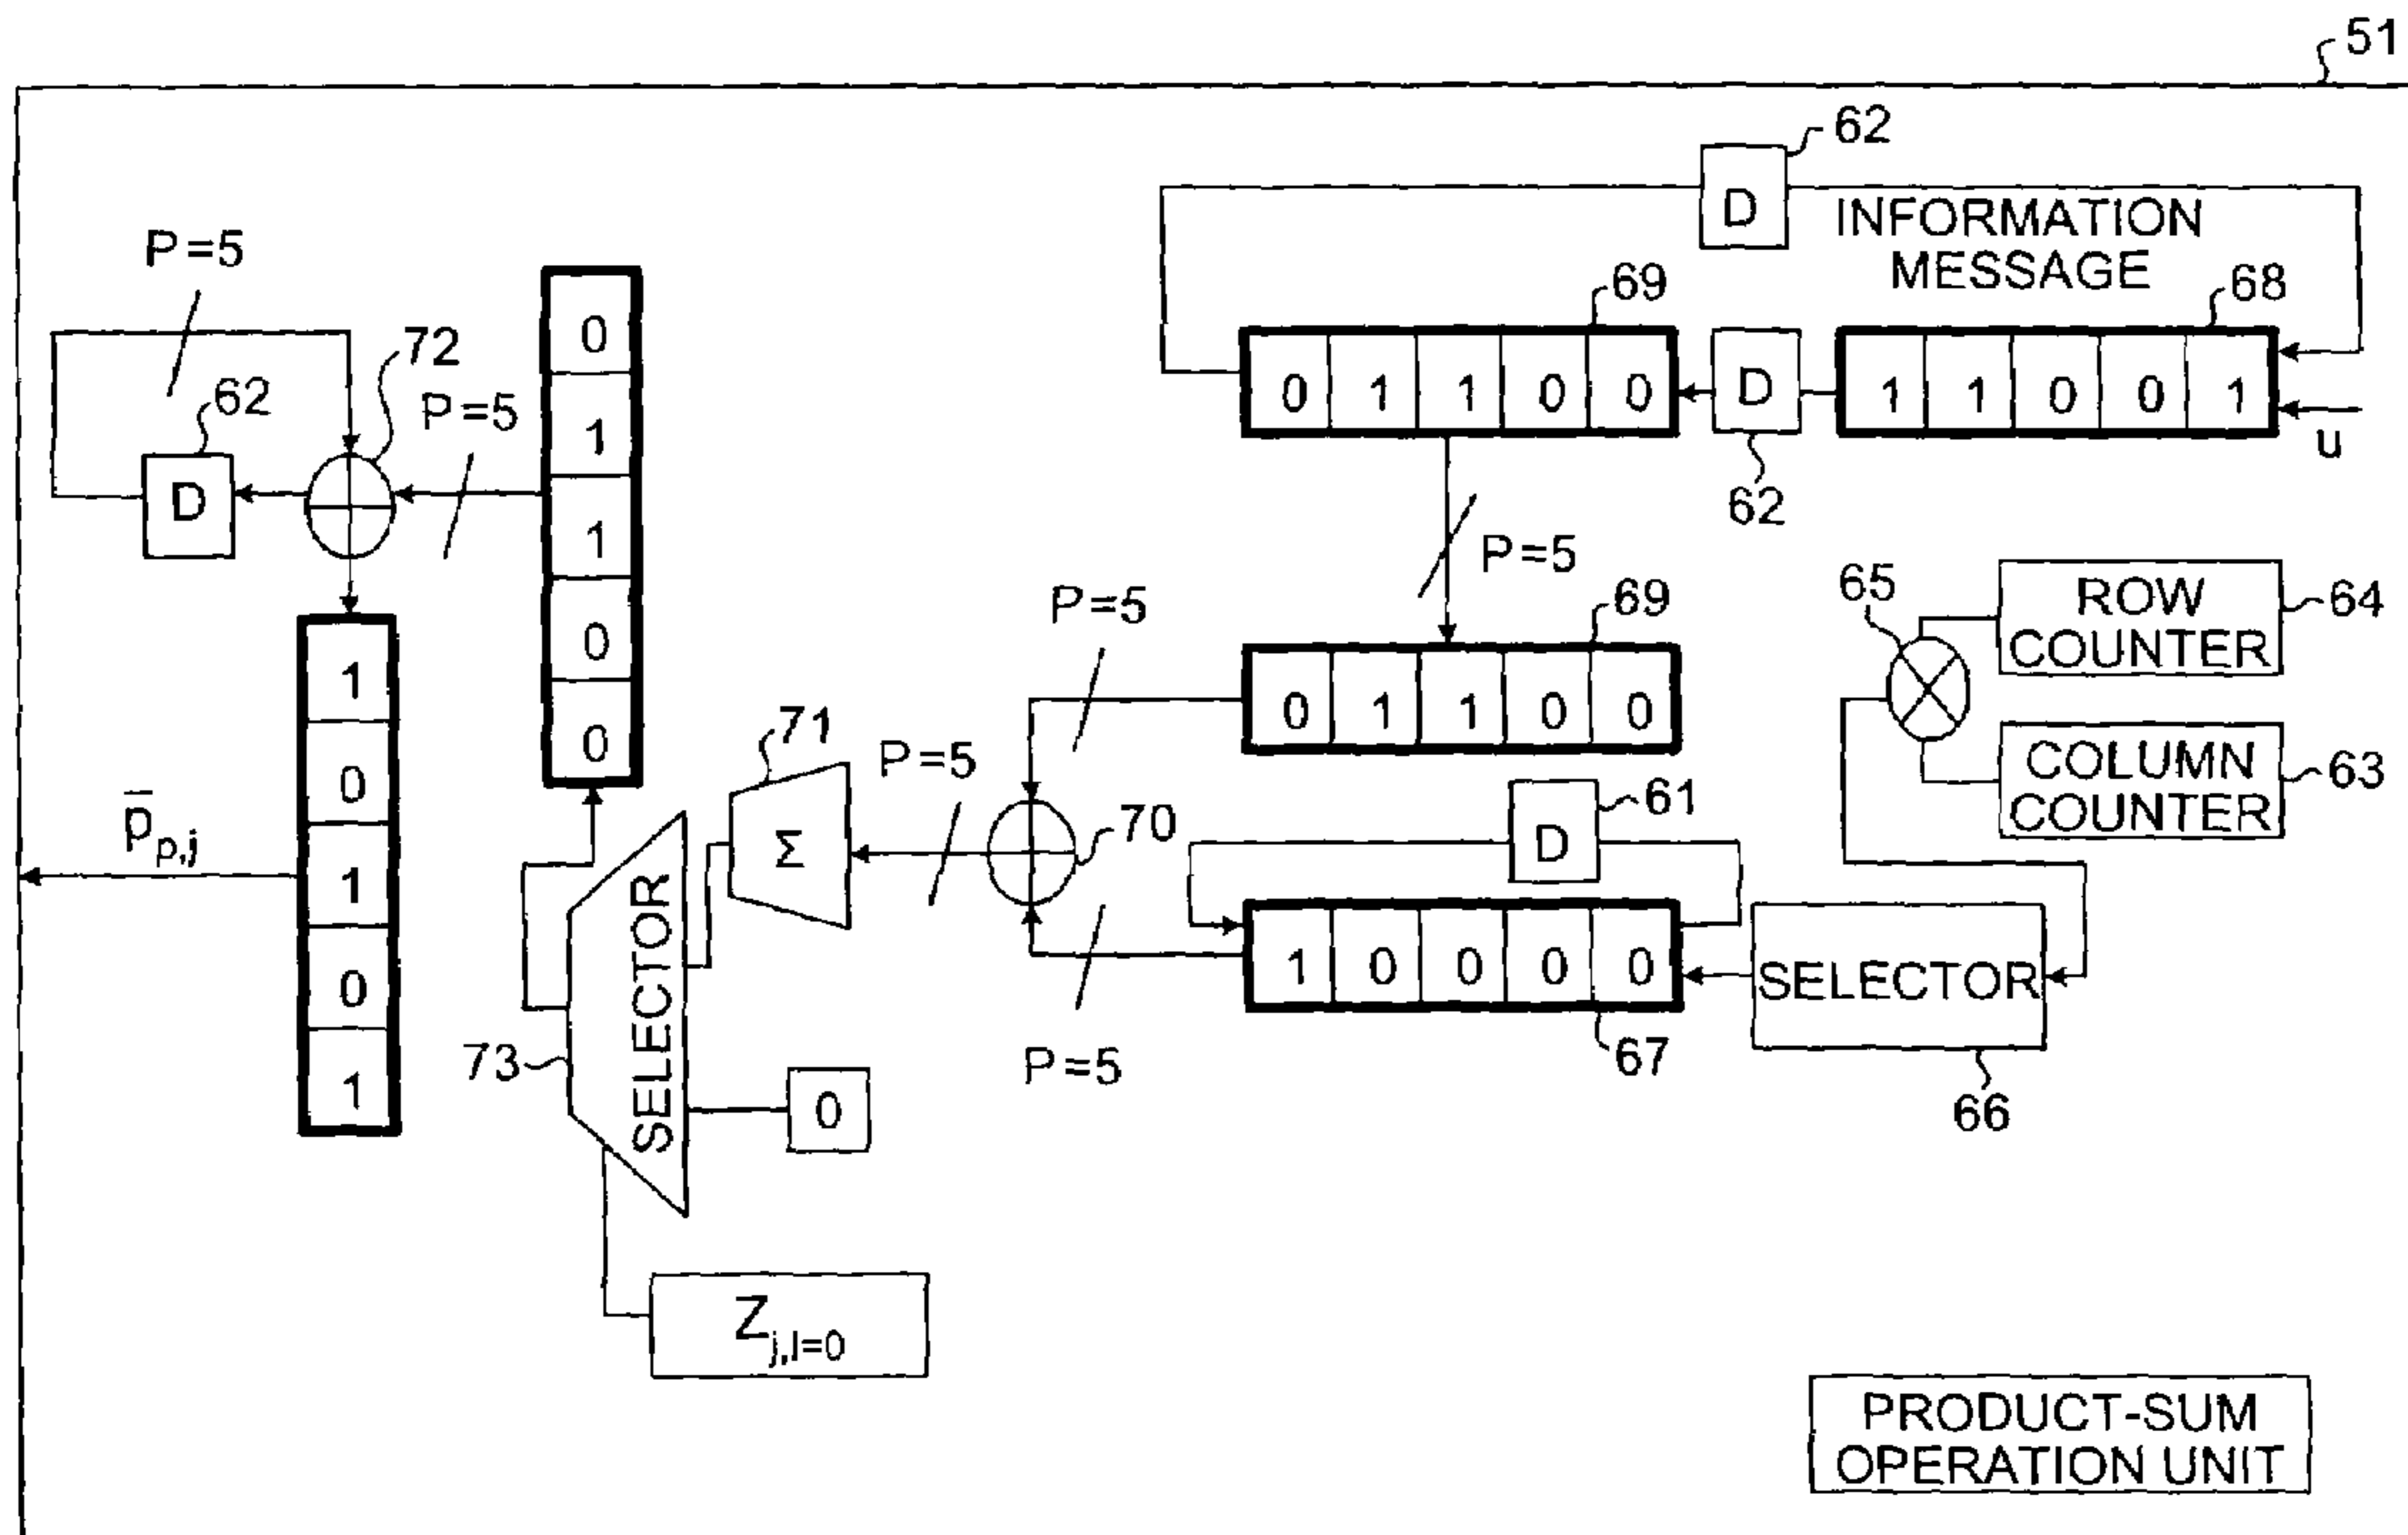 51
62
D
INFORMATION
MESSAGE
P=5
69
68
0
72
0 1 1 0 0
D
1 1 0 0 1
62
P=5
1
u
D
62
1
P=5
65
ROW
COUNTER
64
P=5
69
0
1
0 1 1 0 0
71
0
P=5
COLUMN
COUNTER
63
0
61
p̄p,j
70
D
Σ
1
SELECTOR
1 0 0 0 0
SELECTOR
0
73
P=5
67
1
0
66
Zj,l=0
PRODUCT-SUM
OPERATION UNIT